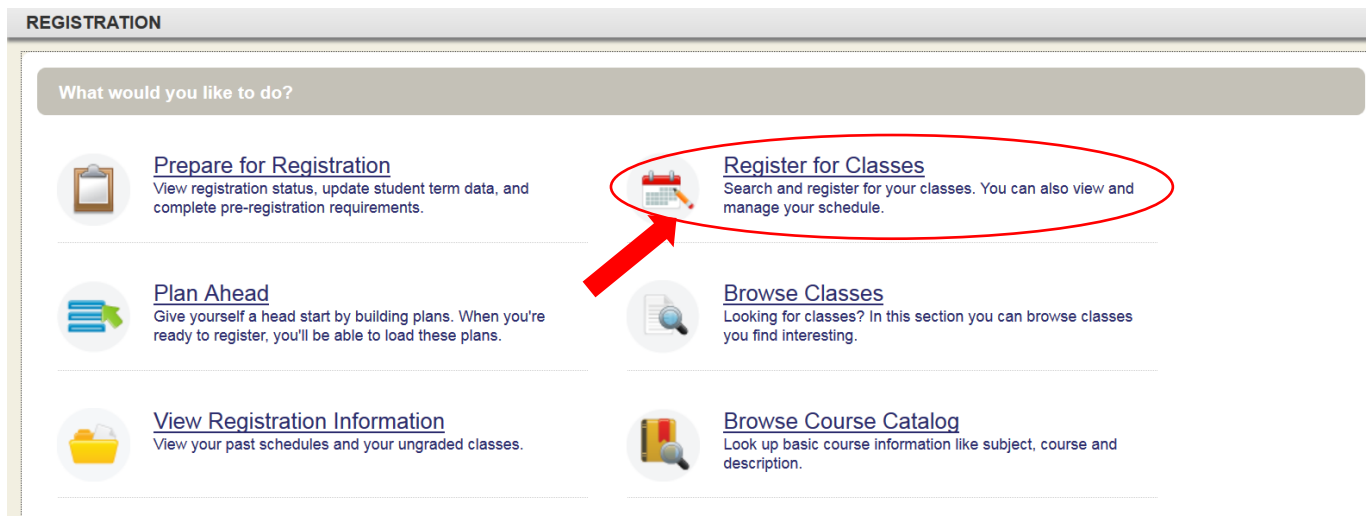 REGISTRATION
What would you like to do?
Prepare for Registration
View registration status, update student term data, and
complete pre-registration requirements.
Register for Classes
Search and register for your classes. You can also view and
manage your schedule.
Plan Ahead
Give yourself a head start by building plans. When you're
ready to register, you'll be able to load these plans.
Browse Classes
Looking for classes? In this section you can browse classes
you find interesting.
View Registration Information
View your past schedules and your ungraded classes.
Browse Course Catalog
Look up basic course information like subject, course and
description.